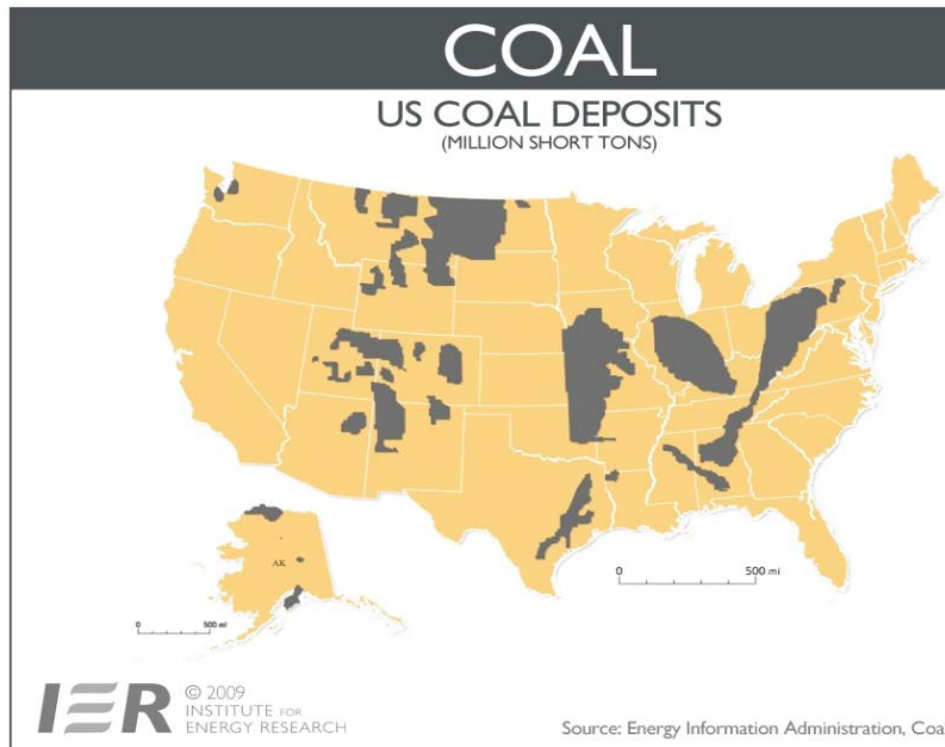 COAL
US COAL DEPOSITS
(MILLION SHORT TONS)
AK
0 500 mi
0 500 mi
IER
© 2009
INSTITUTE FOR
ENERGY RESEARCH
Source: Energy Information Administration, Coa